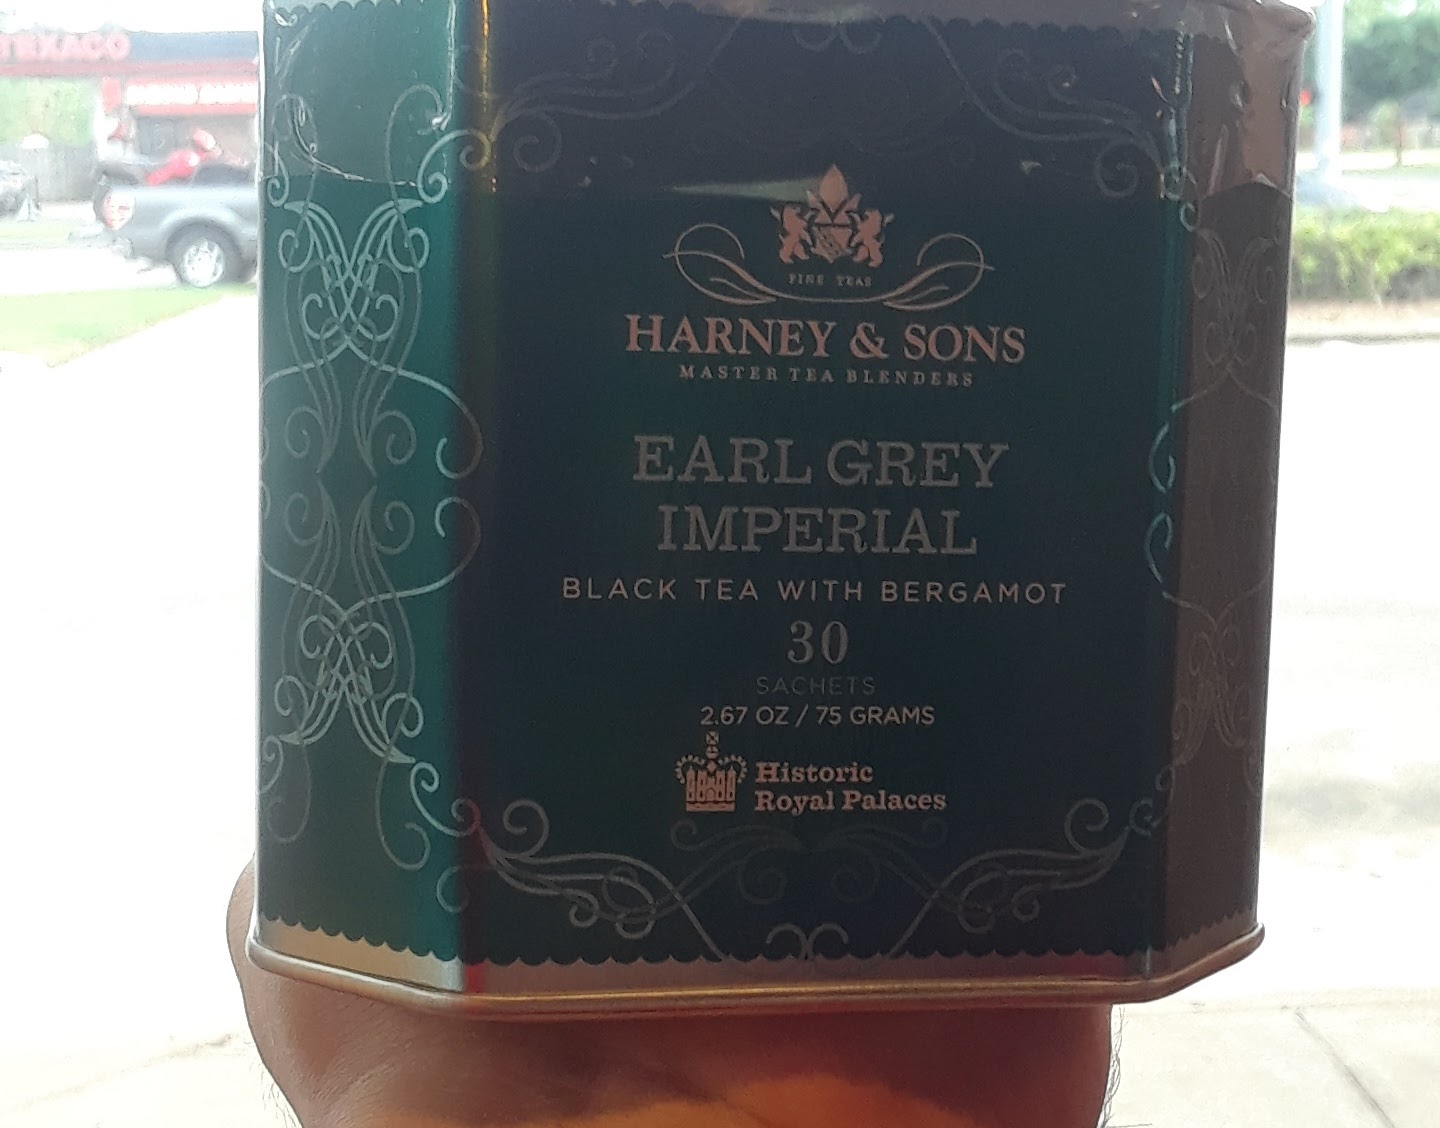 TEXACO
FINE TEAS
HARNEY & SONS
MASTER TEA BLENDERS
EARL GREY
IMPERIAL
BLACK TEA WITH BERGAMOT
30
SACHETS
2.67 OZ / 75 GRAMS
Historic
Royal Palaces